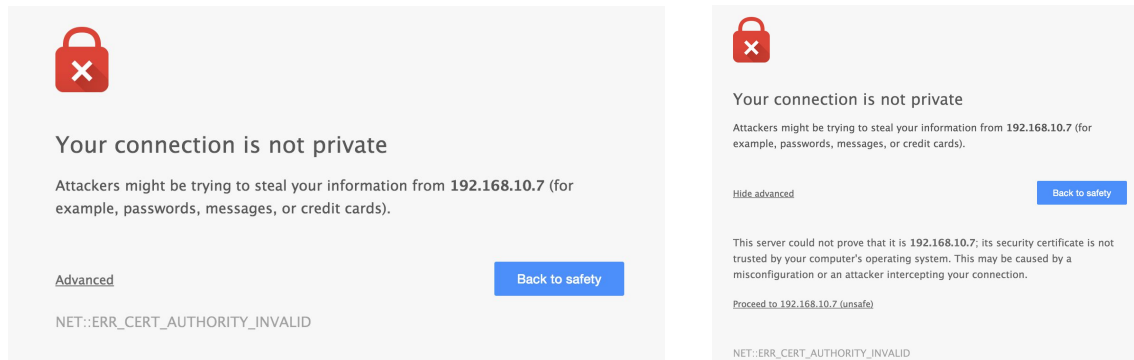 Your connection is not private
Attackers might be trying to steal your information from 192.168.10.7 (for
example, passwords, messages, or credit cards).
Advanced
Back to safety
NET::ERR_CERT_AUTHORITY_INVALID
Your connection is not private
Attackers might be trying to steal your information from 192.168.10.7 (for
example, passwords, messages, or credit cards).
Hide advanced
Back to safety
This server could not prove that it is 192.168.10.7; its security certificate is not
trusted by your computer's operating system. This may be caused by a
misconfiguration or an attacker intercepting your connection.
Proceed to 192.168.10.7 (unsafe)
NET::ERR_CERT_AUTHORITY_INVALID